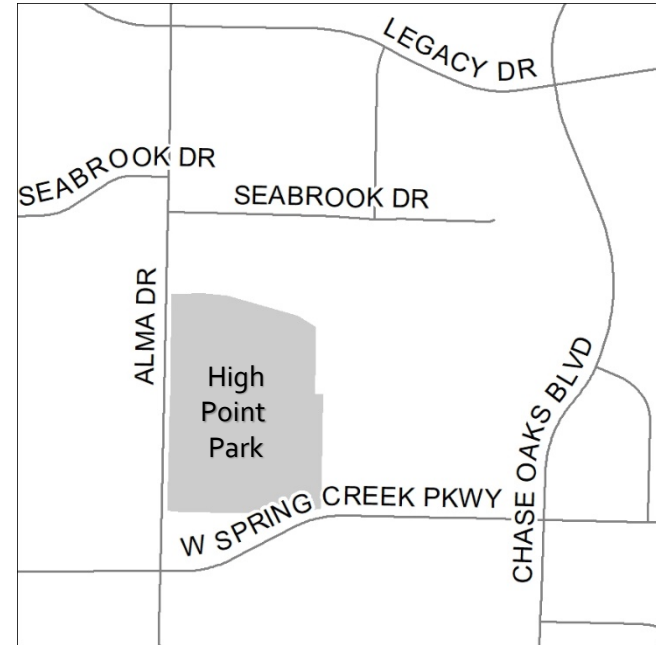 LEGACY DR
SEABROOK DR
SEABROOK DR
ALMA DR
High
Point
Park
CHASE OAKS BLVD
W SPRING CREEK PKWY